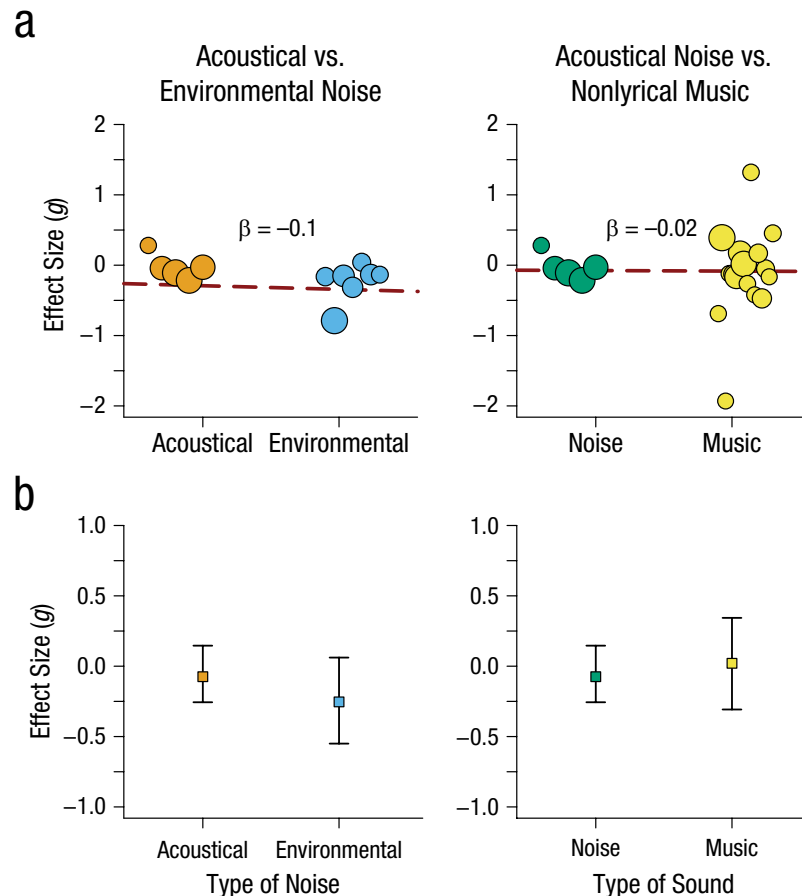 a
Acoustical vs.
Environmental Noise
Acoustical Noise vs.
Nonlyrical Music
Effect Size (g)
2
1
0
–1
–2
β = –0.1
Acoustical
Environmental
2
1
0
–1
–2
β = –0.02
Noise
Music
b
Effect Size (g)
1.0
0.5
0.0
–0.5
–1.0
Acoustical
Environmental
Type of Noise
1.0
0.5
0.0
–0.5
–1.0
Noise
Music
Type of Sound